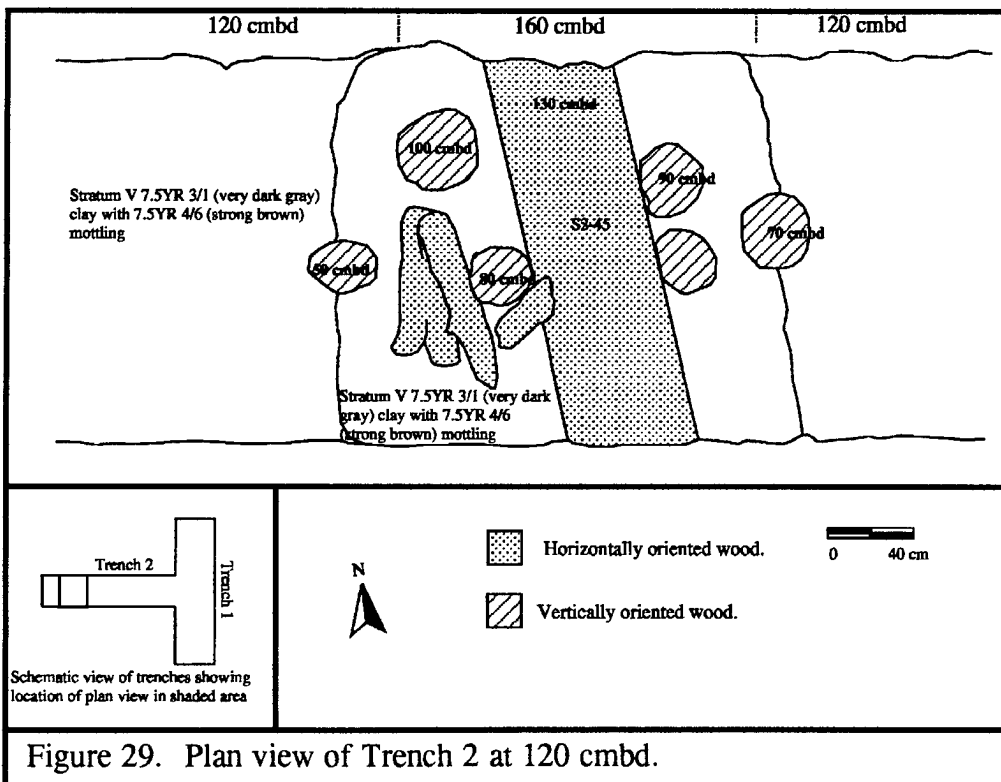 120 cmbd 160 cmbd 120 cmbd
130 cmbd
100 cmbd
90 cmbd
Stratum V 7.5YR 3/1 (very dark gray)
clay with 7.5YR 4/6 (strong brown)
mottling
S2-45
70 cmbd
50 cmbd
80 cmbd
Stratum V 7.5YR 3/1 (very dark
gray) clay with 7.5YR 4/6
(strong brown) mottling
Trench 2
Trench 1
Schematic view of trenches showing
location of plan view in shaded area
N
Horizontally oriented wood.
Vertically oriented wood.
0 40 cm
Figure 29. Plan view of Trench 2 at 120 cmbd.